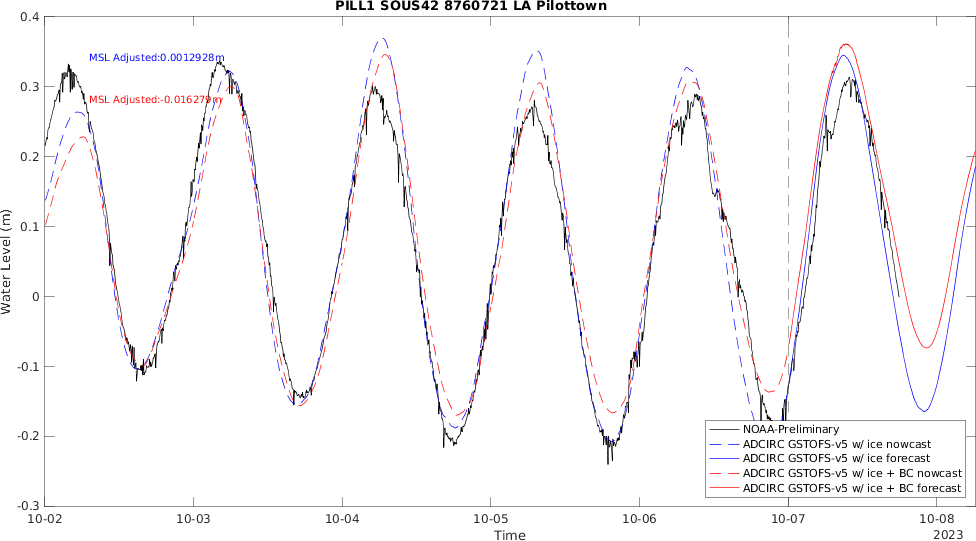 PILL1 SOUS42 8760721 LA Pilottown
0.4
0.3
0.2
0.1
0
-0.1
-0.2
-0.3
Water Level (m)
MSL Adjusted:0.0012928m
MSL Adjusted:-0.016279m
NOAA-Preliminary
ADCIRC GSTOFS-v5 w/ ice nowcast
ADCIRC GSTOFS-v5 w/ ice forecast
ADCIRC GSTOFS-v5 w/ ice + BC nowcast
ADCIRC GSTOFS-v5 w/ ice + BC forecast
10-02 10-03 10-04 10-05 10-06 10-07 10-08
Time
2023